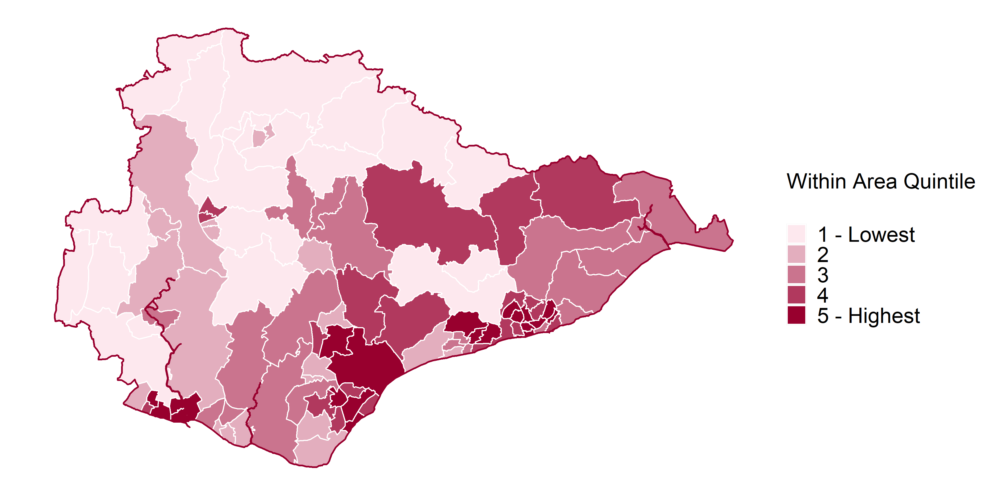 Within Area Quintile
1 - Lowest
2
3
4
5 - Highest